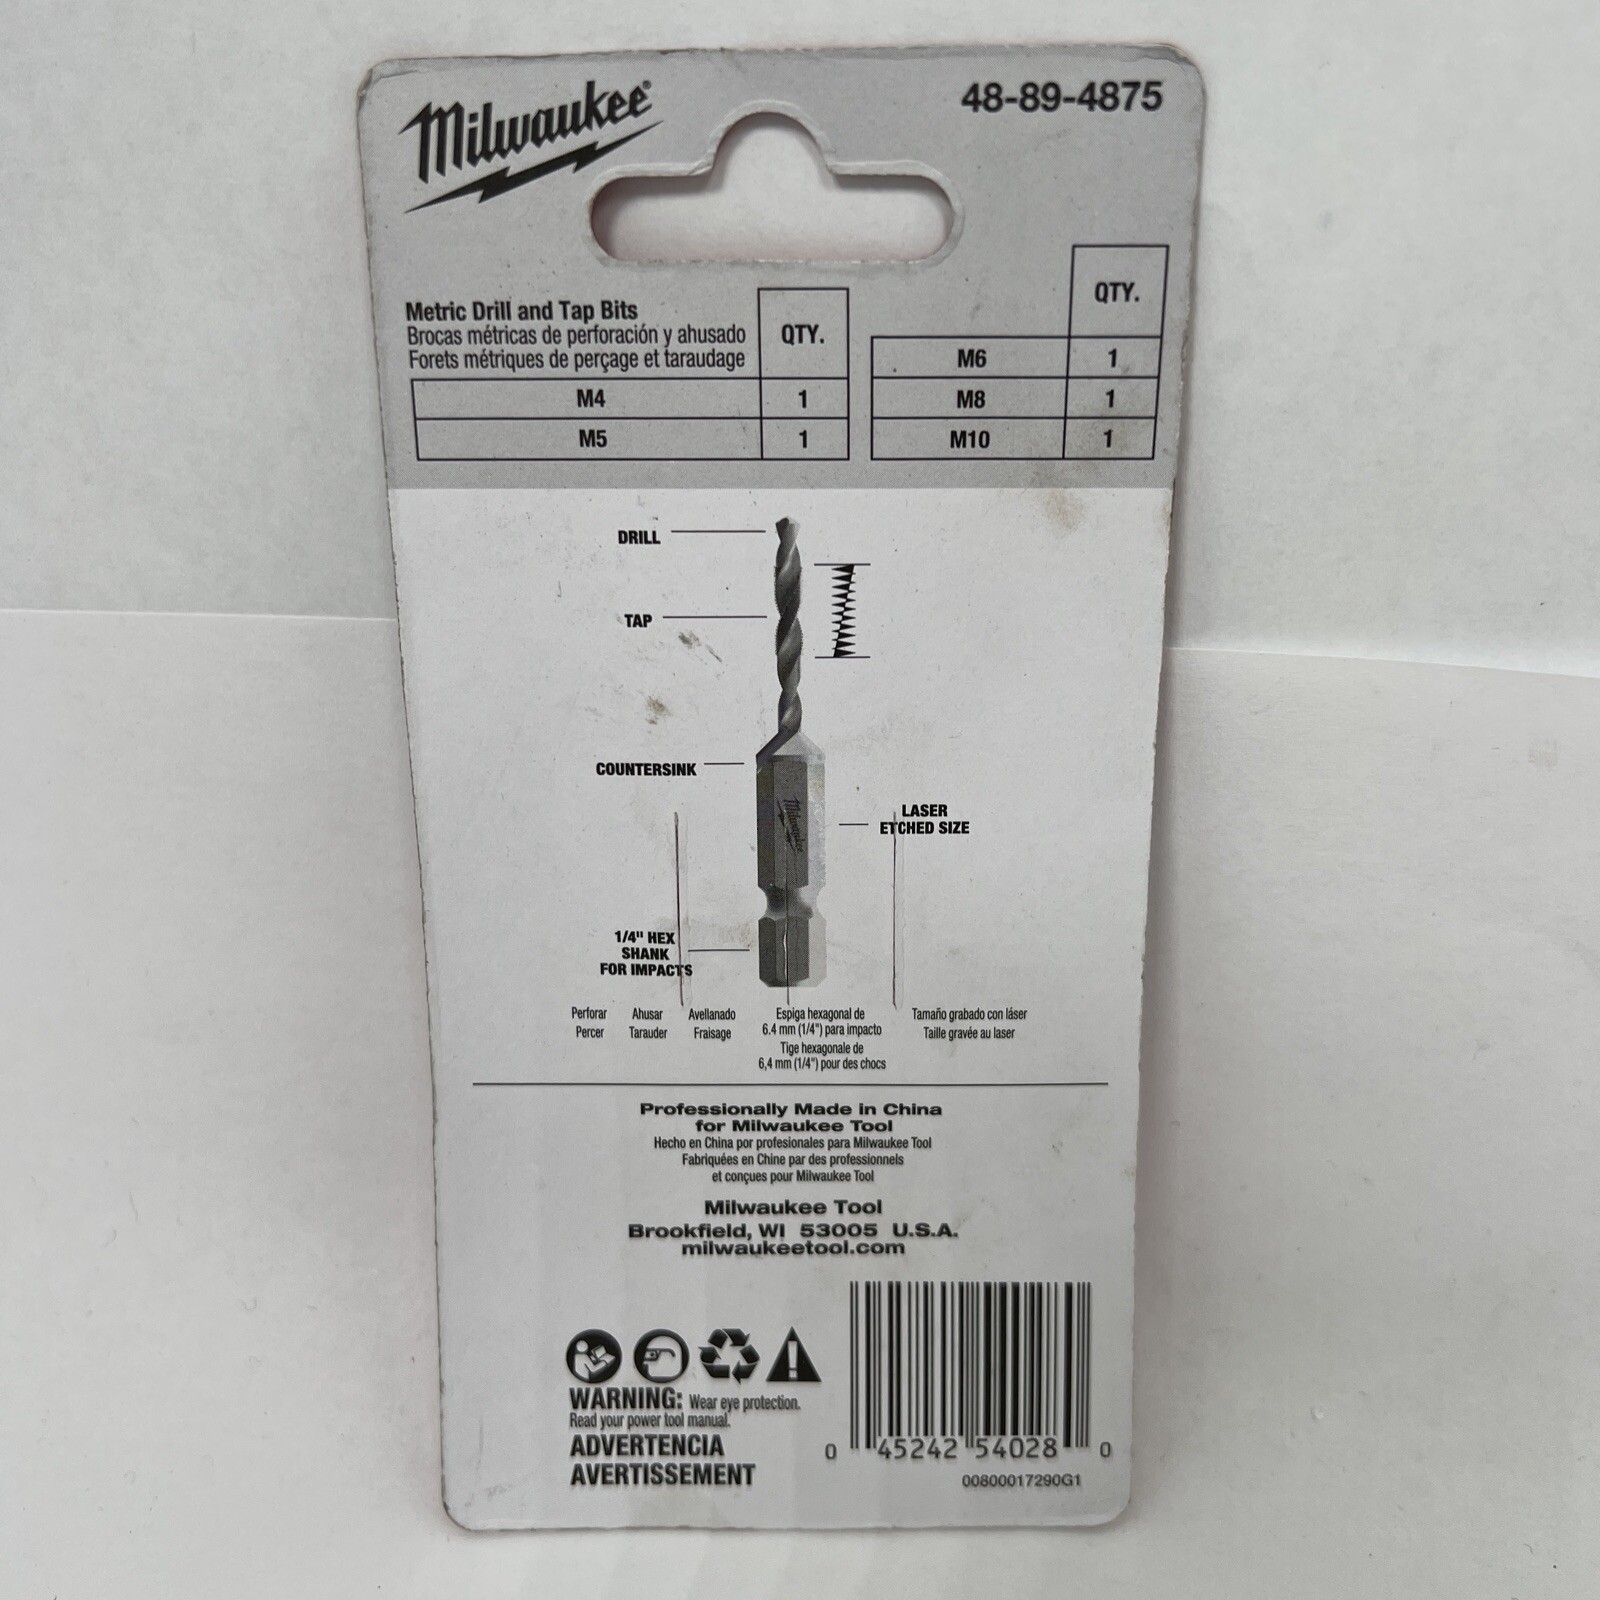 Milwaukee®
48-89-4875
Metric Drill and Tap Bits
Brocas métricas de perforación y ahusado
Forets métriques de perçage et taraudage
QTY.
M4 1
M5 1
QTY.
M6 1
M8 1
M10 1
DRILL
TAP
COUNTERSINK
Milwaukee
LASER
ETCHED SIZE
1/4" HEX
SHANK
FOR IMPACTS
Perforar
Percer
Ahusar
Tarauder
Avellanado
Fraisage
Espiga hexagonal de
6.4 mm (1/4") para impacto
Tige hexagonale de
6,4 mm (1/4") pour des chocs
Tamaño grabado con láser
Taille gravée au laser
Professionally Made in China
for Milwaukee Tool
Hecho en China por profesionales para Milwaukee Tool
Fabriquées en Chine par des professionnels
et conçues pour Milwaukee Tool
Milwaukee Tool
Brookfield, WI 53005 U.S.A.
milwaukeetool.com
WARNING: Wear eye protection.
Read your power tool manual.
ADVERTENCIA
AVERTISSEMENT
0 45242 54028 0
00800017290G1